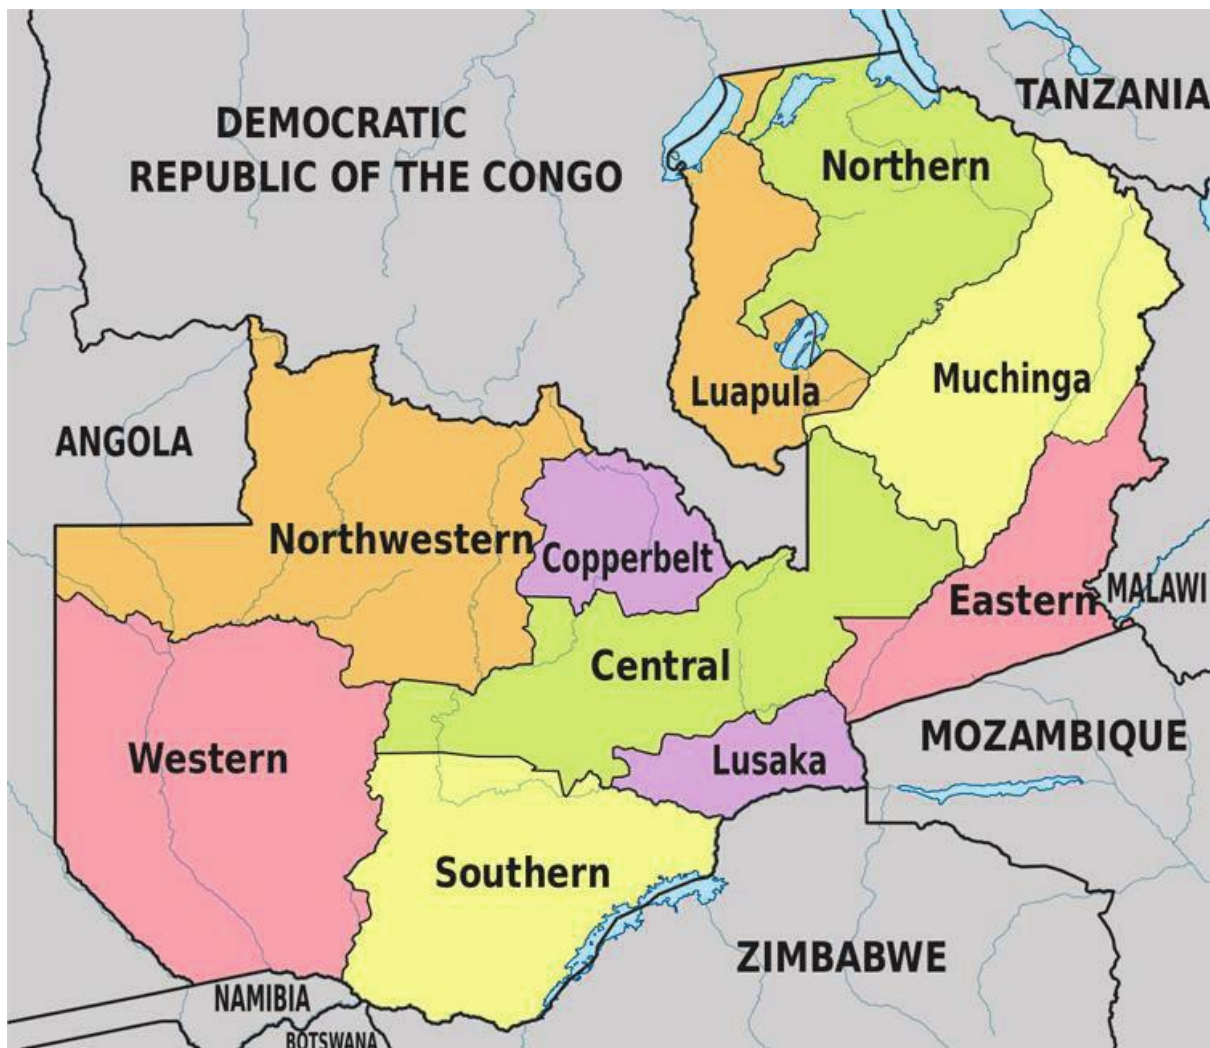 DEMOCRATIC
REPUBLIC OF THE CONGO
TANZANIA
Northern
Muchinga
Luapula
ANGOLA
Northwestern
Copperbelt
Eastern
MALAWI
Central
Western
Lusaka
MOZAMBIQUE
Southern
ZIMBABWE
NAMIBIA
BOTSWANA